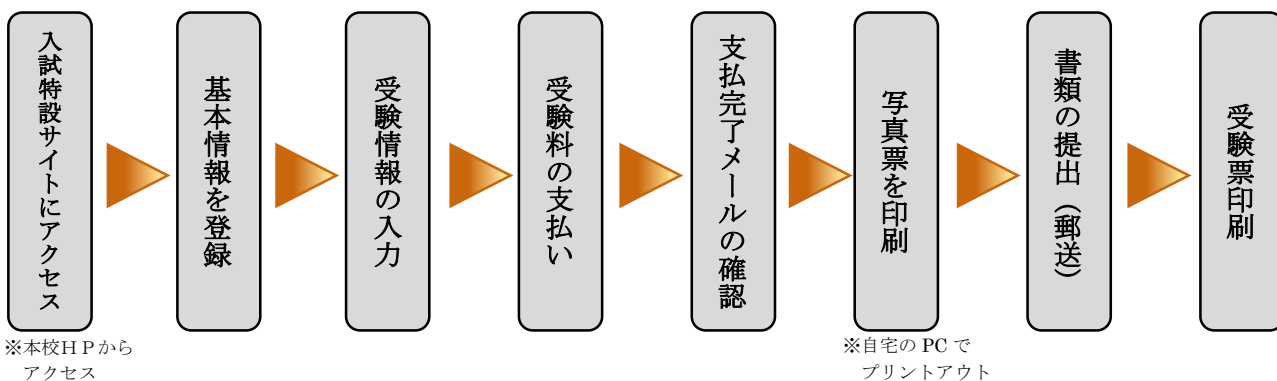 入試特設サイトにアクセス
基本情報を登録
受験情報の入力
受験料の支払い
支払完了メールの確認
写真票を印刷
書類の提出（郵送）
受験票印刷
※本校ＨＰから
アクセス
※自宅の PC で
プリントアウト